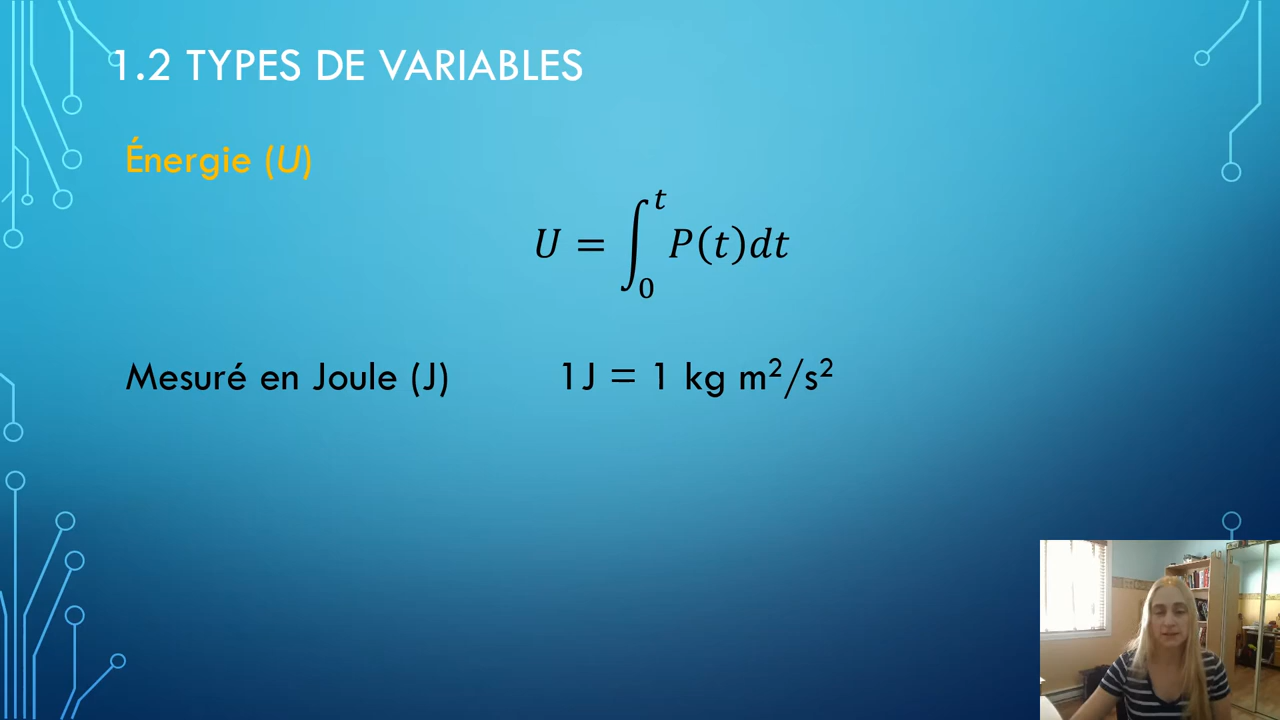 1.2 TYPES DE VARIABLES
Énergie (U)
U = ∫₀ᵗ P(t)dt
Mesuré en Joule (J) 1J = 1 kg m²/s²